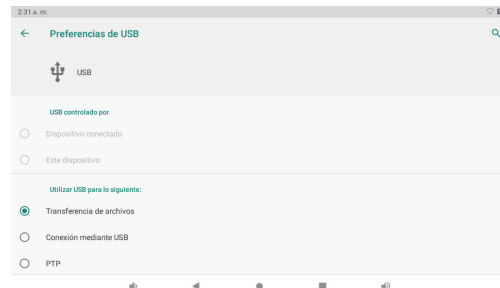 2:31 a. m.
Preferencias de USB
USB
USB controlado por
Dispositivo conectado
Este dispositivo
Utilizar USB para lo siguiente:
Transferencia de archivos
Conexión mediante USB
PTP